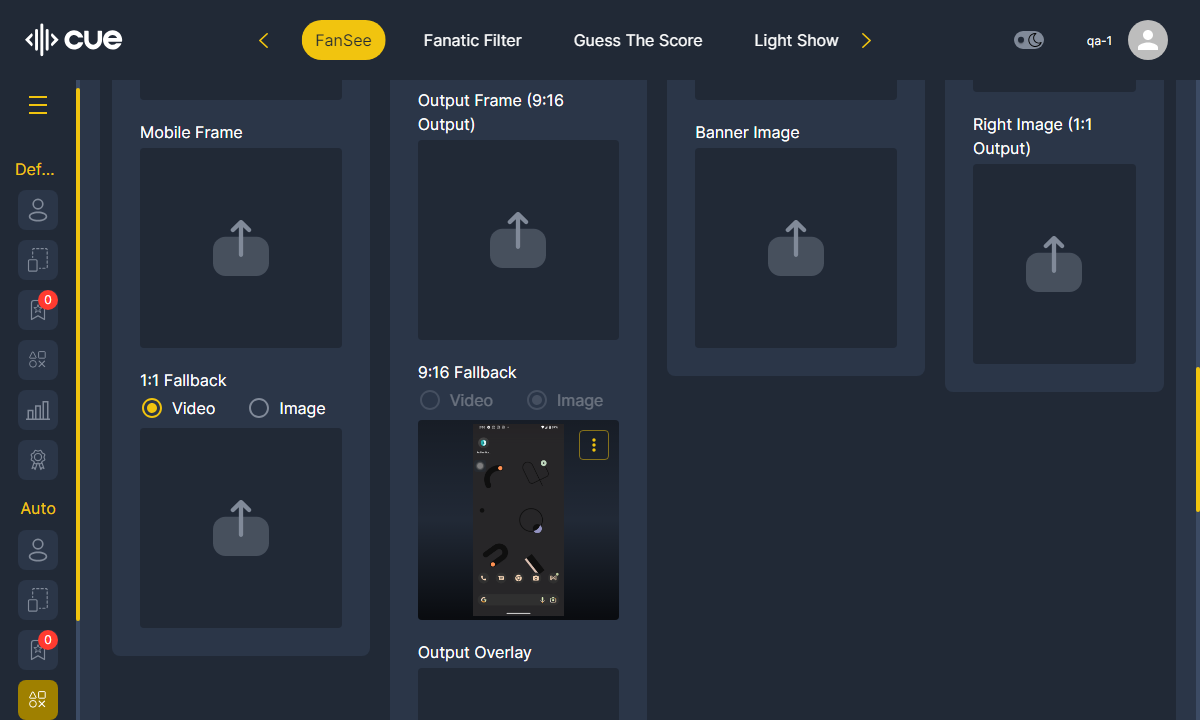 cue
FanSee
Fanatic Filter
Guess The Score
Light Show
qa-1
Def...
0
Auto
0
Mobile Frame
1:1 Fallback
Video
Image
Output Frame (9:16
Output)
9:16 Fallback
Video
Image
Output Overlay
Banner Image
Right Image (1:1
Output)